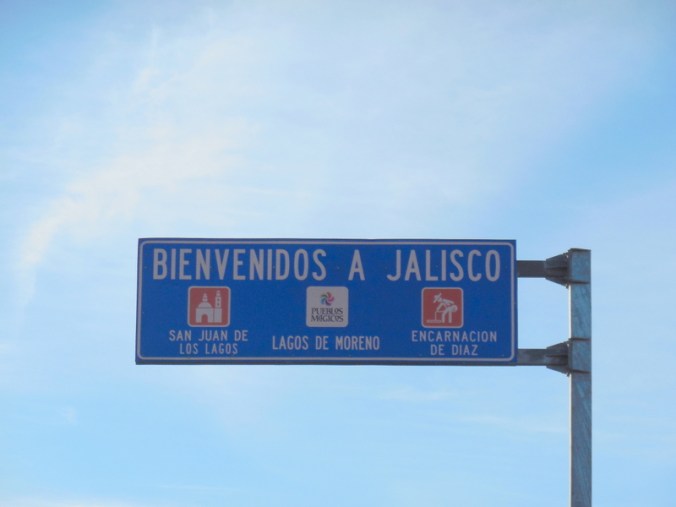 BIENVENIDOS A JALISCO
PUEBLOS
MÁGICOS
SAN JUAN DE
LOS LAGOS
LAGOS DE MORENO
ENCARNACION
DE DIAZ